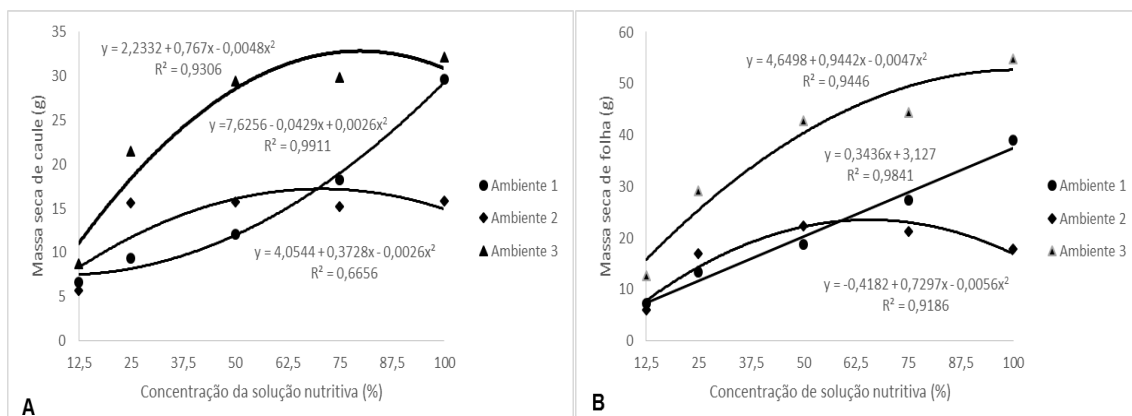 35
30
25
20
15
10
5
0
Massa seca de caule (g)
y = 2,2332 + 0,767x - 0,0048x²
R² = 0,9306
y =7,6256 - 0,0429x + 0,0026x²
R² = 0,9911
y = 4,0544 + 0,3728x - 0,0026x²
R² = 0,6656
Ambiente 1
Ambiente 2
Ambiente 3
12,5 25 37,5 50 62,5 75 87,5 100
Concentração da solução nutritiva (%)
A
60
50
40
30
20
10
0
Massa seca de folha (g)
y = 4,6498 + 0,9442x - 0,0047x²
R² = 0,9446
y = 0,3436x + 3,127
R² = 0,9841
y = -0,4182 + 0,7297x - 0,0056x²
R² = 0,9186
Ambiente 1
Ambiente 2
Ambiente 3
12,5 25 37,5 50 62,5 75 87,5 100
Concentração de solução nutritiva (%)
B